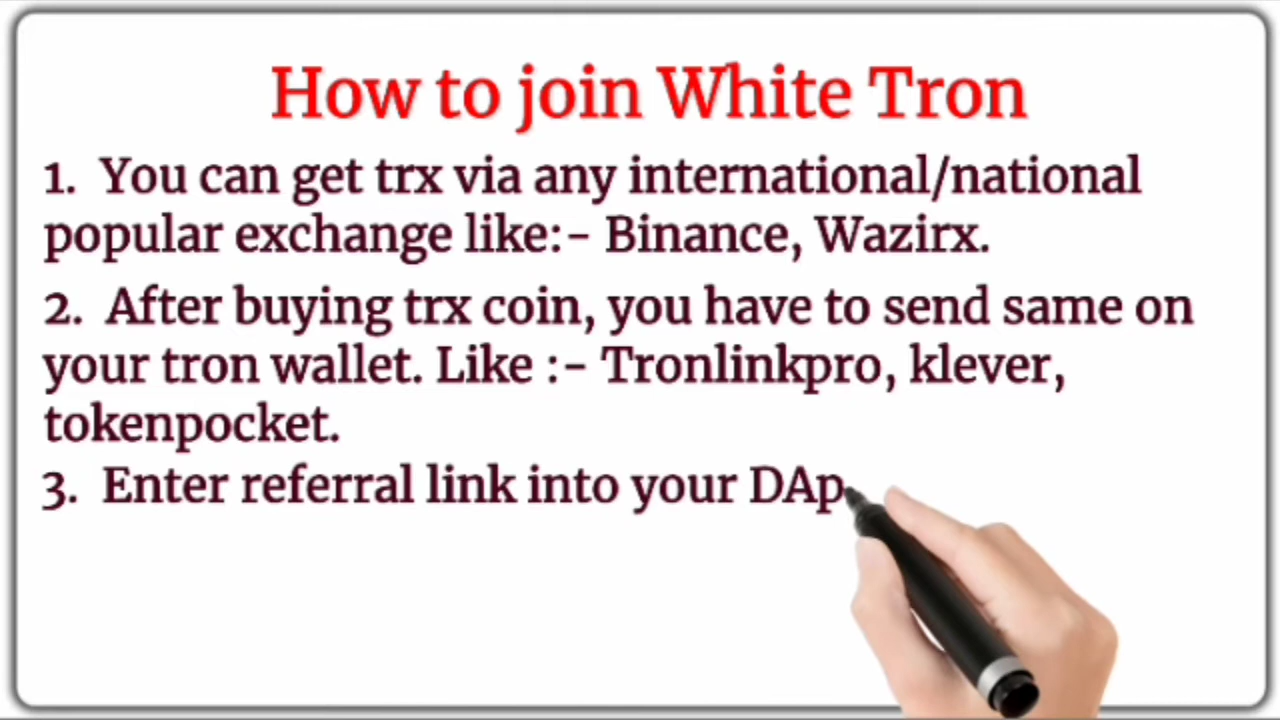 How to join White Tron
1. You can get trx via any international/national
popular exchange like:- Binance, Wazirx.
2. After buying trx coin, you have to send same on
your tron wallet. Like :- Tronlinkpro, klever,
tokenpocket.
3. Enter referral link into your DAp